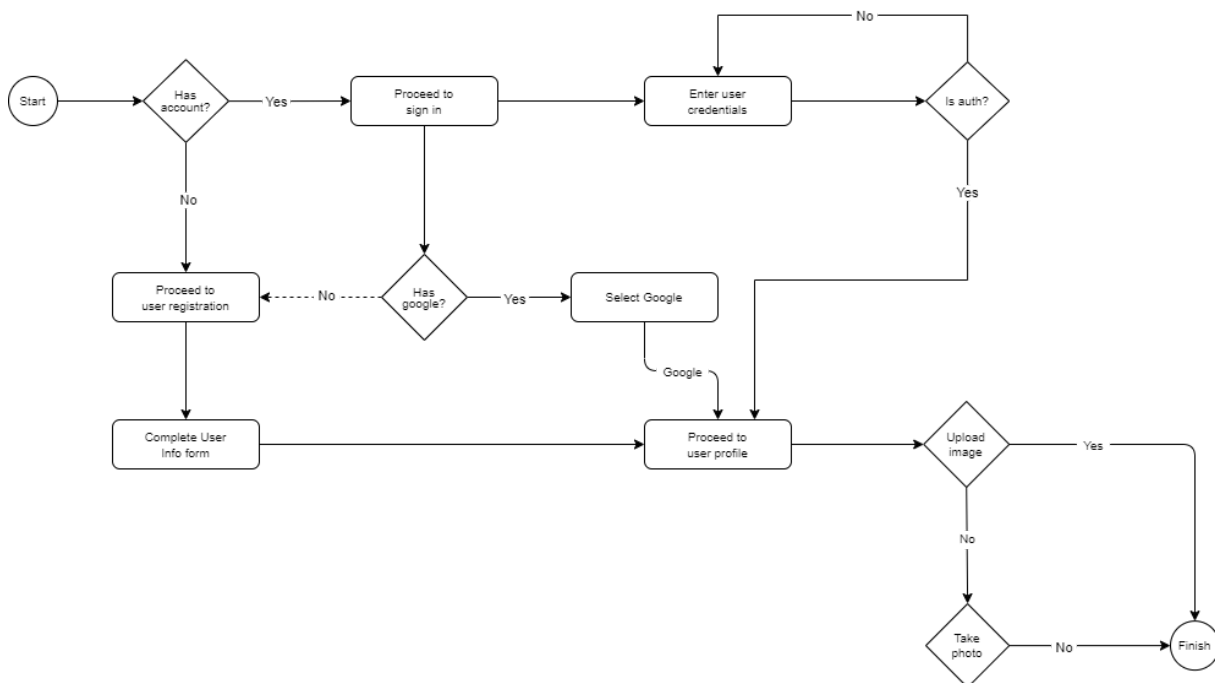 No
Start
Has
account?
Yes
Proceed to
sign in
Enter user
credentials
Is auth?
No
Yes
Proceed to
user registration
No
Has
google?
Yes
Select Google
Google
Complete User
Info form
Proceed to
user profile
Upload
image
Yes
No
Take
photo
No
Finish